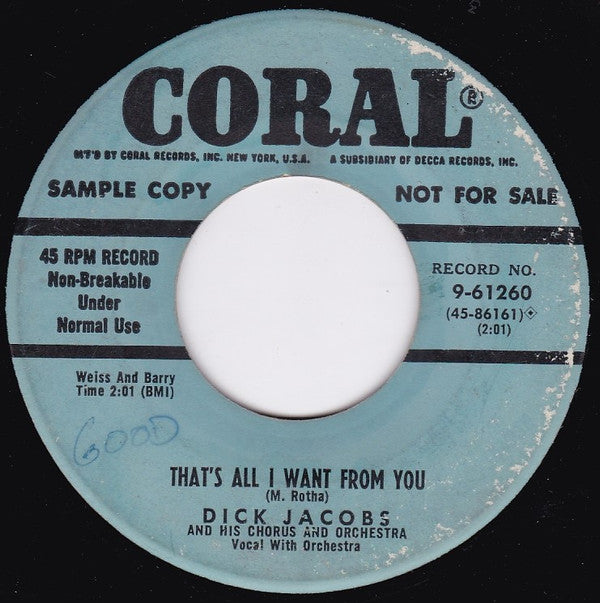 CORAL®
M'F'D BY CORAL RECORDS, INC. NEW YORK, U.S.A. A SUBSIDIARY OF DECCA RECORDS, INC.
SAMPLE COPY NOT FOR SALE
45 RPM RECORD
Non-Breakable
Under
Normal Use
RECORD NO.
9-61260
(45-86161)
(2:01)
Weiss And Barry
Time 2:01 (BMI)
GOOD
THAT'S ALL I WANT FROM YOU
(M. Rotha)
DICK JACOBS
AND HIS CHORUS AND ORCHESTRA
Vocal With Orchestra